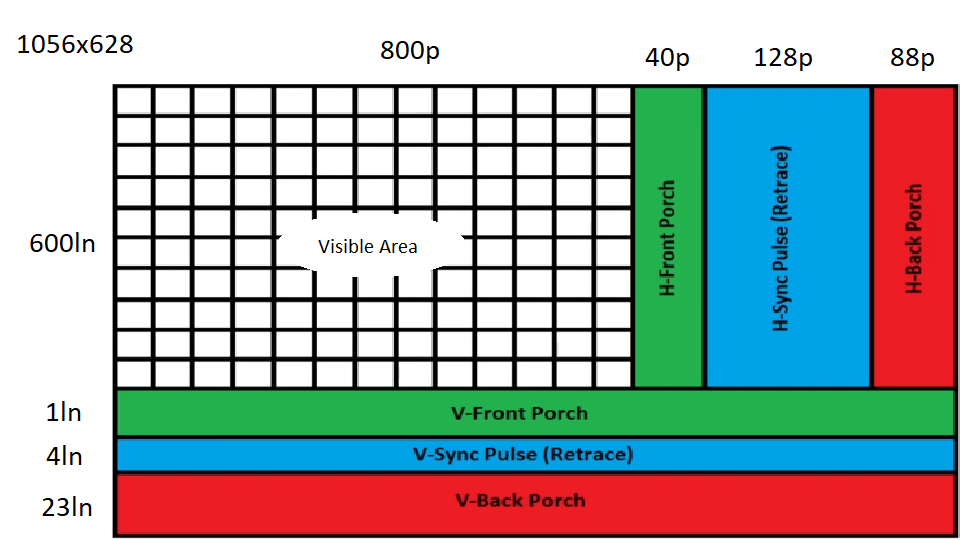 1056x628
800p
40p
128p
88p
600ln
Visible Area
H-Front Porch
H-Sync Pulse (Retrace)
H-Back Porch
1ln
V-Front Porch
4ln
V-Sync Pulse (Retrace)
23ln
V-Back Porch